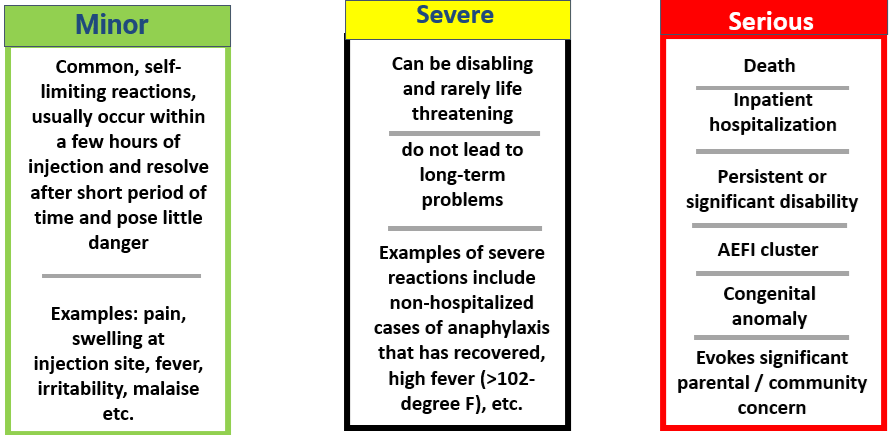 Minor
Common, self-
limiting reactions,
usually occur within
a few hours of
injection and resolve
after short period of
time and pose little
danger
Examples: pain,
swelling at
injection site, fever,
irritability, malaise
etc.
Severe
Can be disabling
and rarely life
threatening
do not lead to
long-term
problems
Examples of severe
reactions include
non-hospitalized
cases of anaphylaxis
that has recovered,
high fever (>102-
degree F), etc.
Serious
Death
Inpatient
hospitalization
Persistent or
significant disability
AEFI cluster
Congenital
anomaly
Evokes significant
parental / community
concern